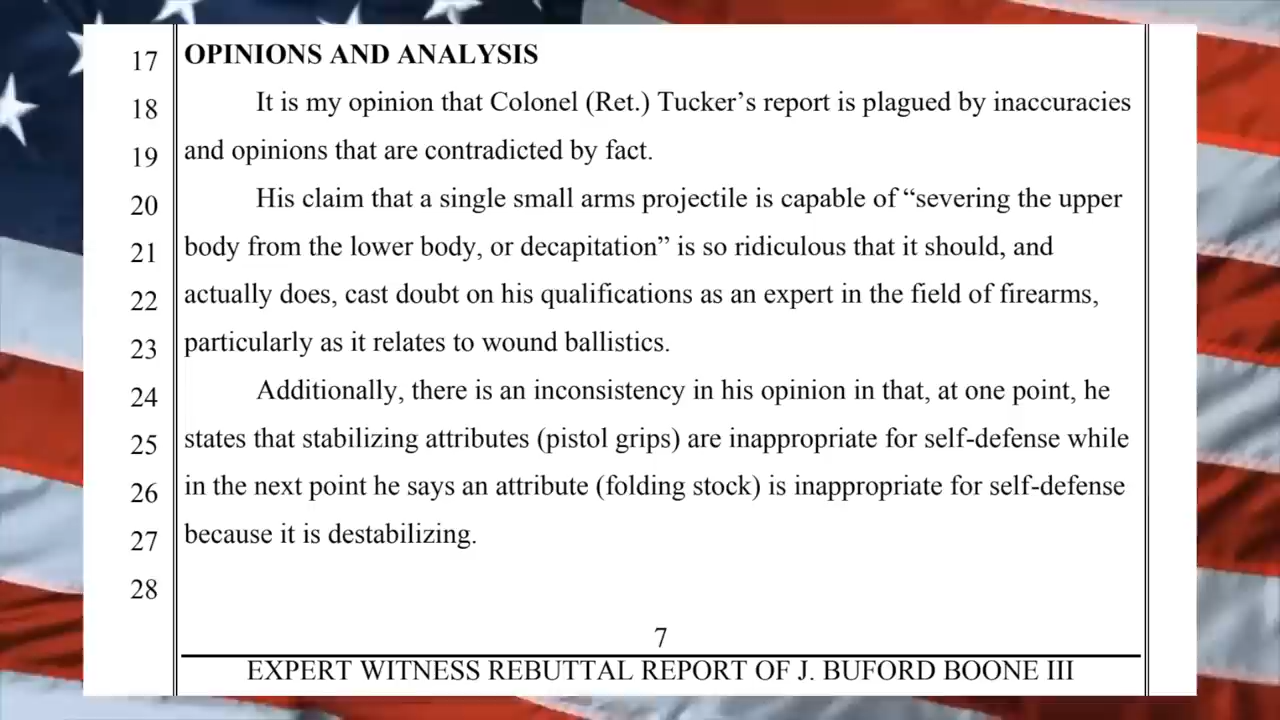 17 OPINIONS AND ANALYSIS
18 It is my opinion that Colonel (Ret.) Tucker’s report is plagued by inaccuracies
19 and opinions that are contradicted by fact.
20 His claim that a single small arms projectile is capable of “severing the upper
21 body from the lower body, or decapitation” is so ridiculous that it should, and
22 actually does, cast doubt on his qualifications as an expert in the field of firearms,
23 particularly as it relates to wound ballistics.
24 Additionally, there is an inconsistency in his opinion in that, at one point, he
25 states that stabilizing attributes (pistol grips) are inappropriate for self-defense while
26 in the next point he says an attribute (folding stock) is inappropriate for self-defense
27 because it is destabilizing.
28
7
EXPERT WITNESS REBUTTAL REPORT OF J. BUFORD BOONE III